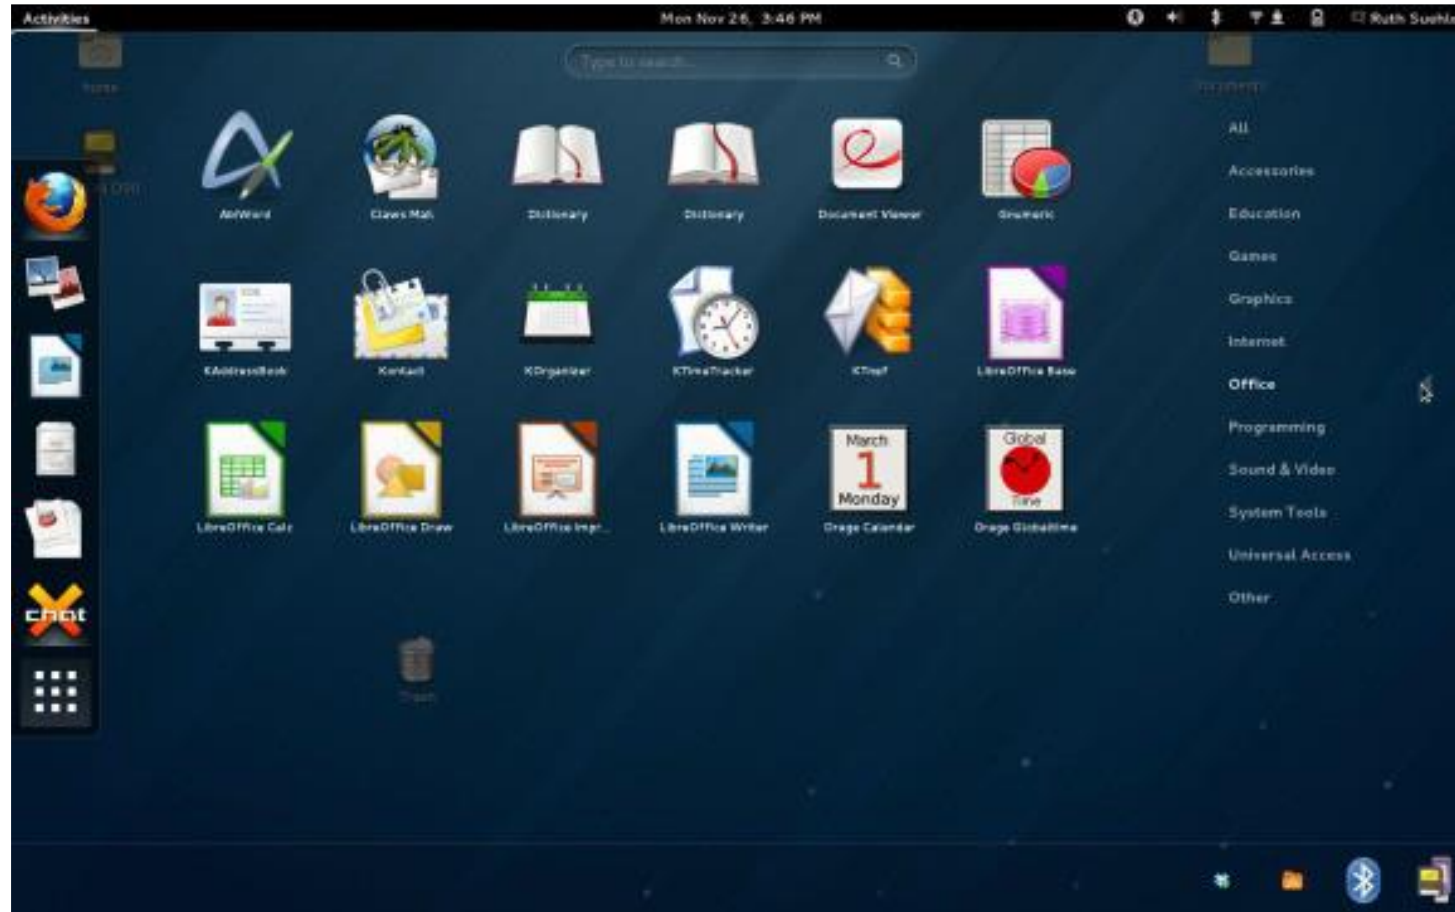 Activities
Mon Nov 26, 3:46 PM
Type to search...
home
Documents
AbiWord
Claws Mail
Dictionary
Dictionary
Document Viewer
Gnumeric
KAddressBook
Kontact
KOrganizer
KTimeTracker
KTnef
LibreOffice Base
LibreOffice Calc
LibreOffice Draw
LibreOffice Impr...
LibreOffice Writer
March
1
Monday
Orage Calendar
Global
Time
Orage Globaltime
chat
Trash
All
Accessories
Education
Games
Graphics
Internet
Office
Programming
Sound & Video
System Tools
Universal Access
Other